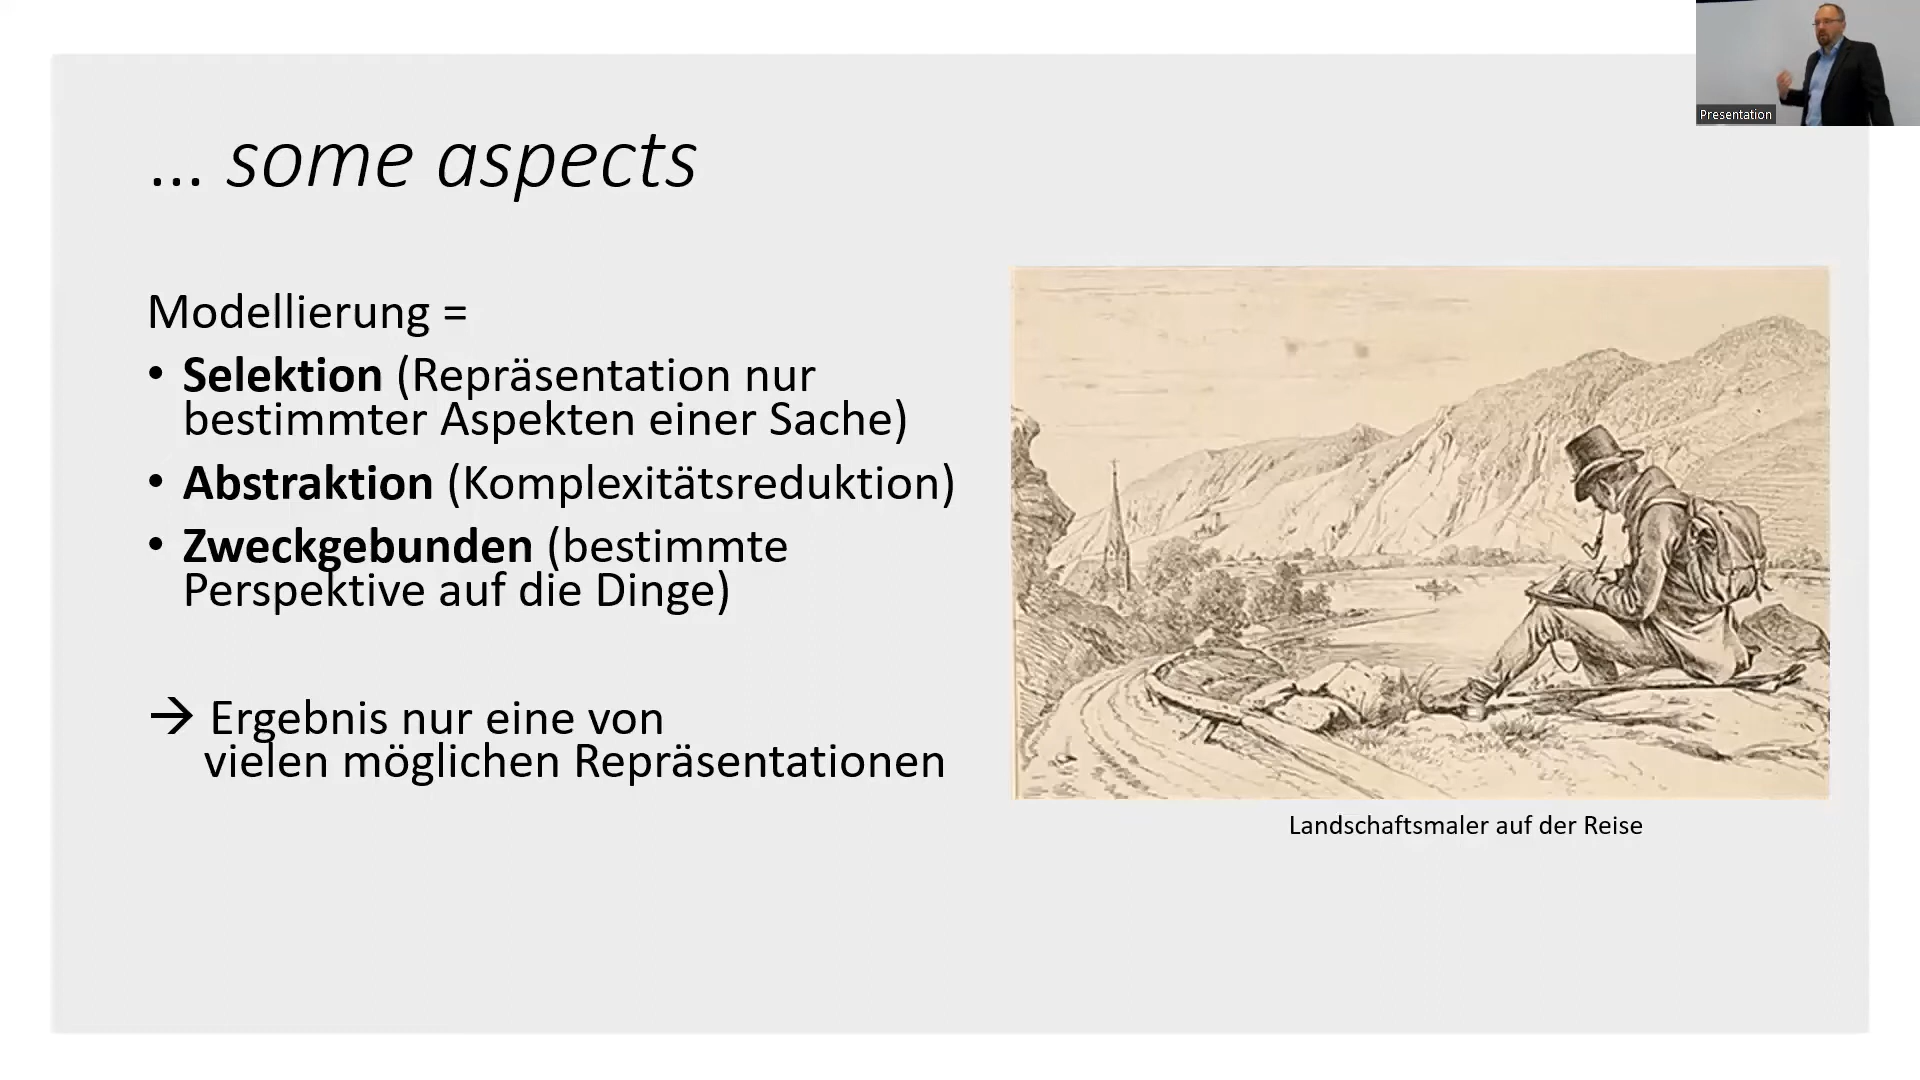 ... some aspects
Modellierung =
• Selektion (Repräsentation nur
bestimmter Aspekten einer Sache)
• Abstraktion (Komplexitätsreduktion)
• Zweckgebunden (bestimmte
Perspektive auf die Dinge)
→ Ergebnis nur eine von
vielen möglichen Repräsentationen
Landschaftsmaler auf der Reise
Presentation